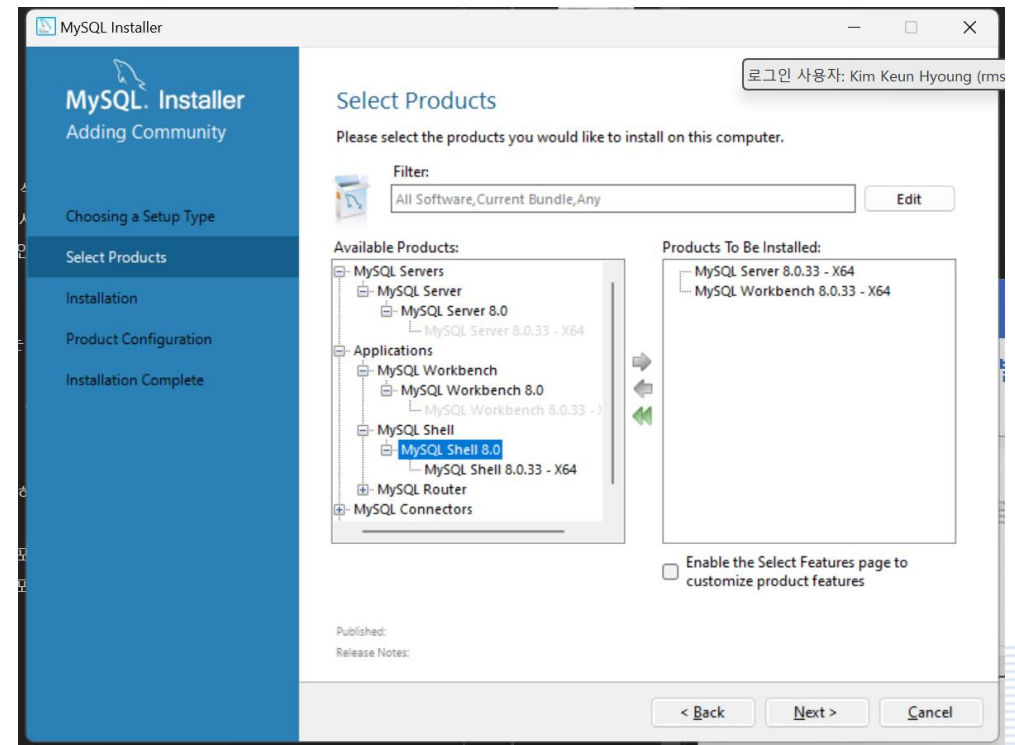 MySQL Installer
로그인 사용자: Kim Keun Hyoung (rms
MySQL. Installer
Adding Community
Choosing a Setup Type
Select Products
Installation
Product Configuration
Installation Complete
Select Products
Please select the products you would like to install on this computer.
Filter:
All Software,Current Bundle,Any
Edit
Available Products:
MySQL Servers
MySQL Server
MySQL Server 8.0
MySQL Server 8.0.33 - X64
Applications
MySQL Workbench
MySQL Workbench 8.0
MySQL Workbench 8.0.33 -
MySQL Shell
MySQL Shell 8.0
MySQL Shell 8.0.33 - X64
MySQL Router
MySQL Connectors
Products To Be Installed:
MySQL Server 8.0.33 - X64
MySQL Workbench 8.0.33 - X64
Enable the Select Features page to
customize product features
Published:
Release Notes:
< Back
Next >
Cancel